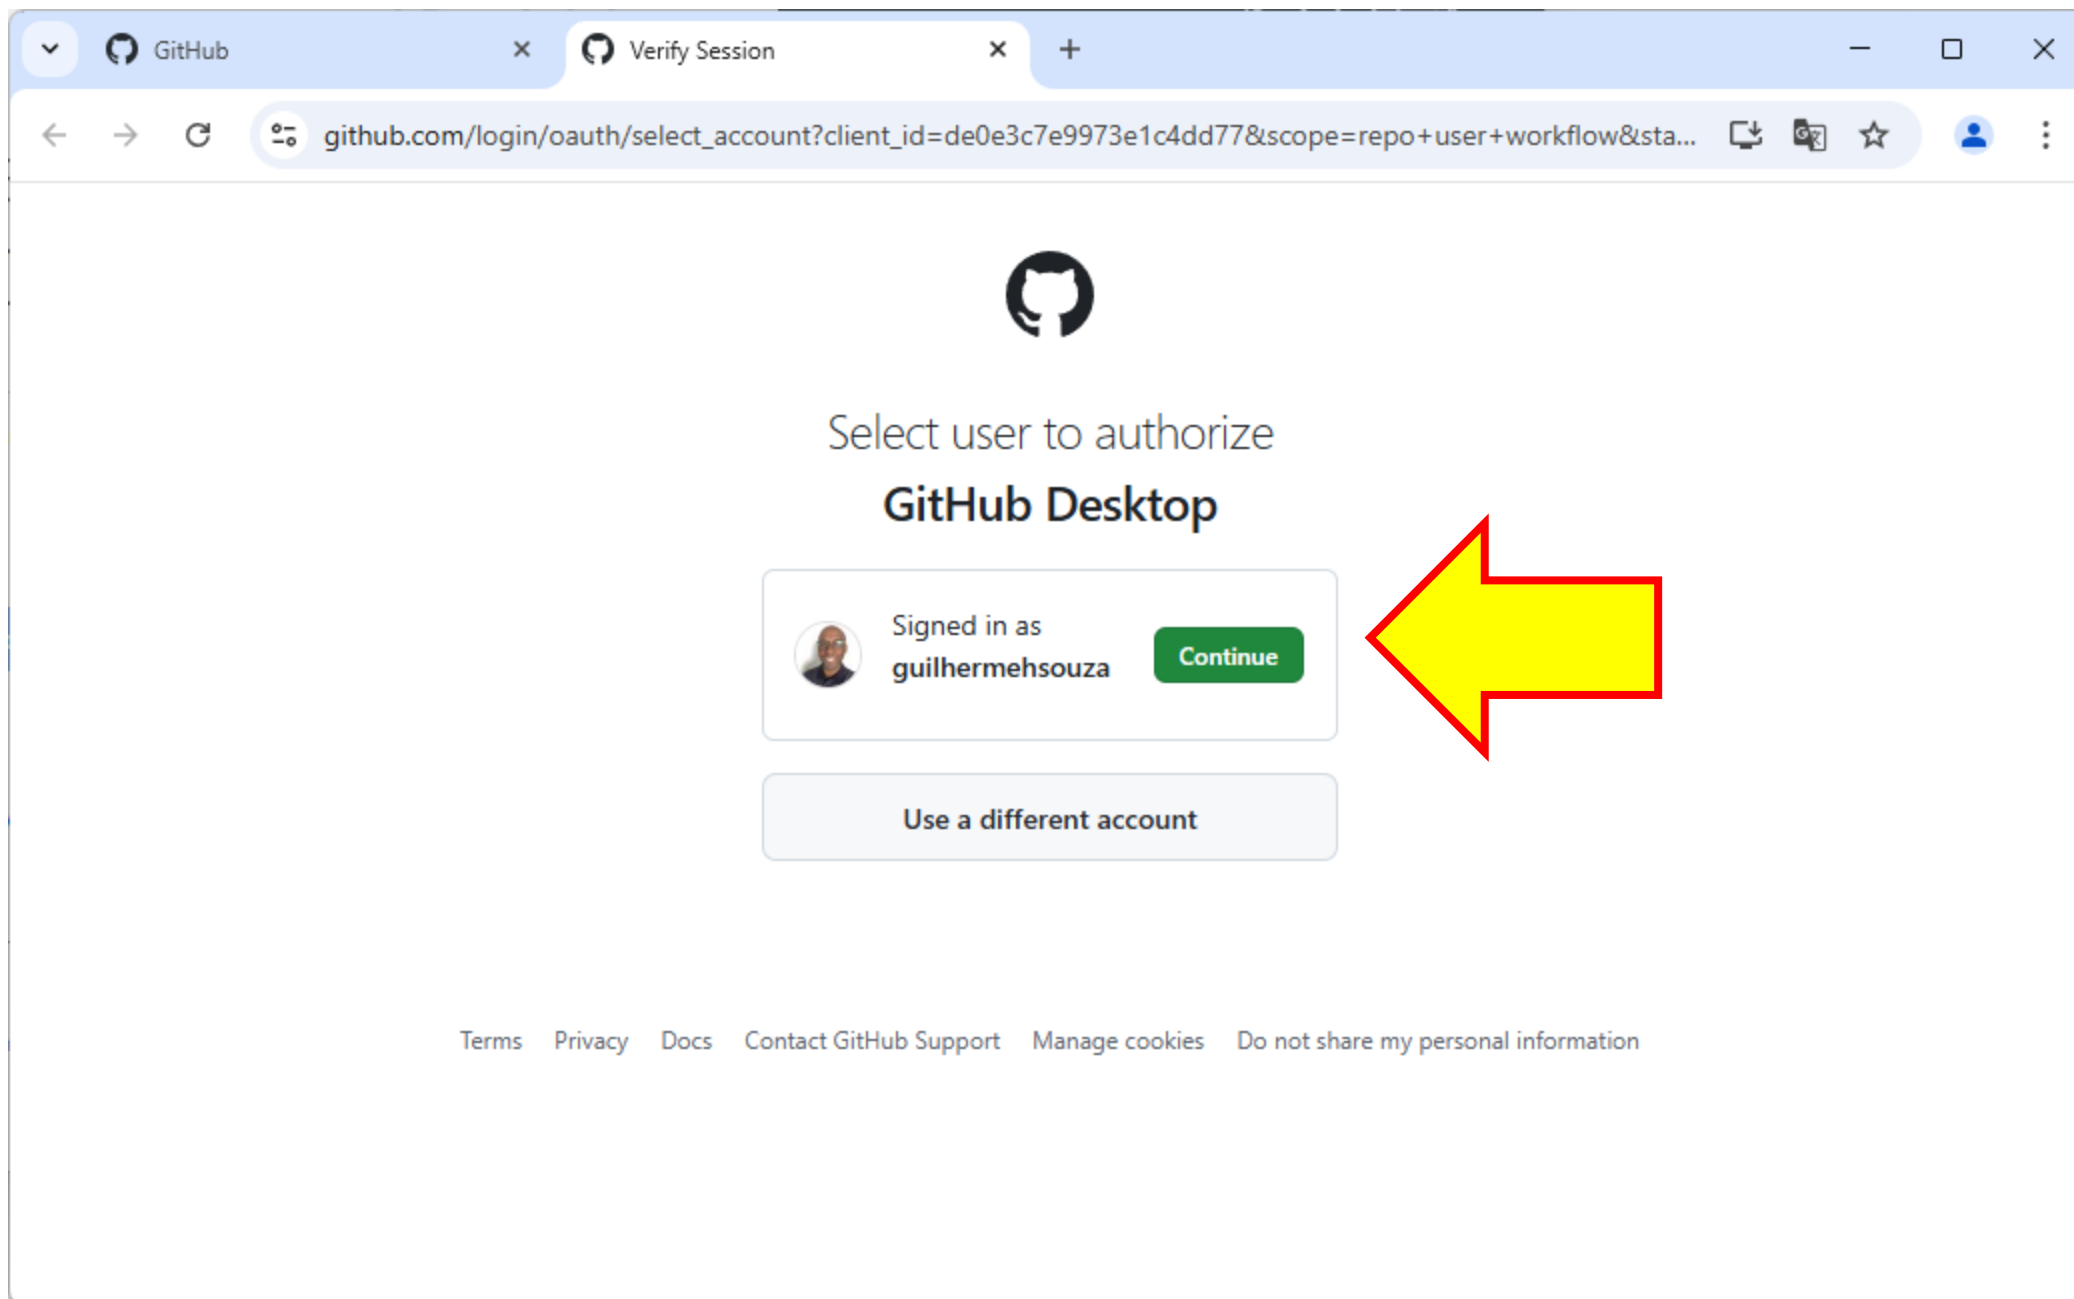 GitHub
Verify Session
github.com/login/oauth/select_account?client_id=de0e3c7e9973e1c4dd77&scope=repo+user+workflow&sta...
Select user to authorize
GitHub Desktop
Signed in as
guilhermehsouza
Continue
Use a different account
Terms Privacy Docs Contact GitHub Support Manage cookies Do not share my personal information